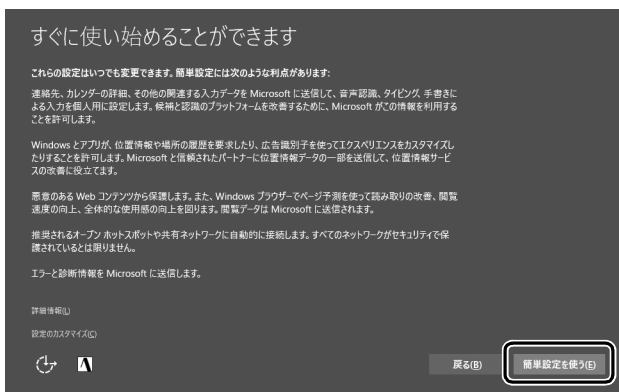 すぐに使い始めることができます
これらの設定はいつでも変更できます。簡単設定には次のような利点があります:
連絡先、カレンダーの詳細、その他の関連する入力データを Microsoft に送信して、音声認識、タイピング、手書きに
よる入力を個人用に設定します。候補と認識のプラットフォームを改善するために、Microsoft がこの情報を利用する
ことを許可します。
Windows とアプリが、位置情報や場所の履歴を要求したり、広告識別子を使ってエクスペリエンスをカスタマイズし
たりすることを許可します。Microsoft と信頼されたパートナーに位置情報データの一部を送信して、位置情報サービ
スの改善に役立てます。
悪意のある Web コンテンツから保護します。また、Windows ブラウザーでページ予測を使って読み取りの改善、閲覧
速度の向上、全体的な使用感の向上を図ります。閲覧データは Microsoft に送信されます。
推奨されるオープン ホットスポットや共有ネットワークに自動的に接続します。すべてのネットワークがセキュリティで保
護されているとは限りません。
エラーと診断情報を Microsoft に送信します。
詳細情報(L)
設定のカスタマイズ(C)
A
戻る(B)
簡単設定を使う(E)